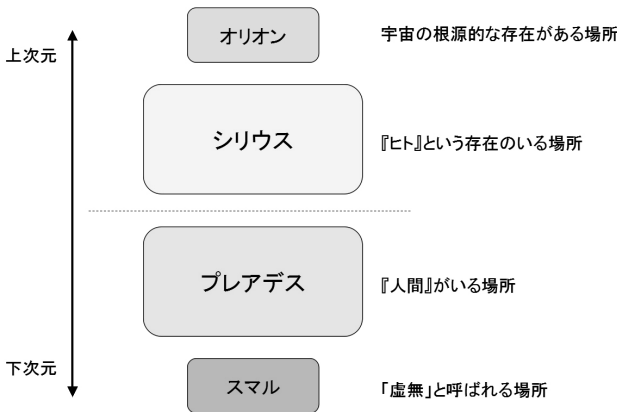 オリオン
宇宙の根源的な存在がある場所
上次元
シリウス
『ヒト』という存在のいる場所
プレアデス
『人間』がいる場所
下次元
スマル
「虚無」と呼ばれる場所